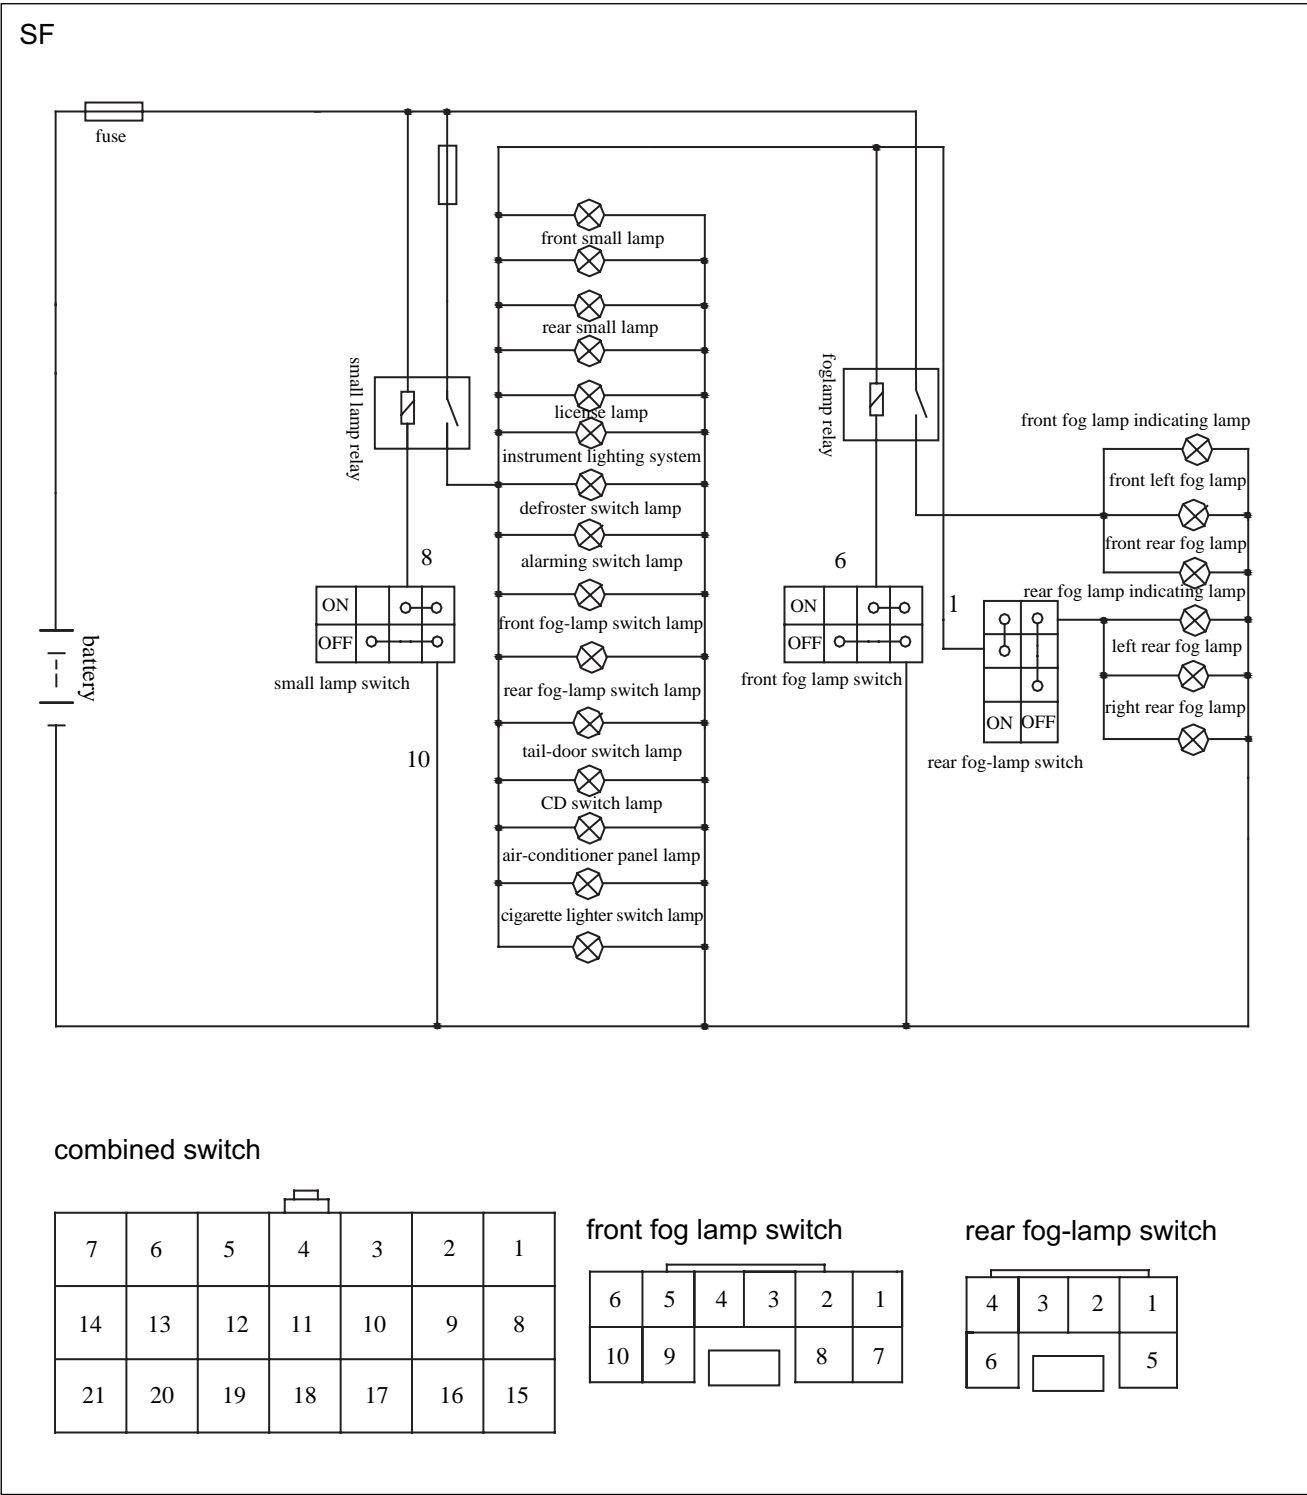 SF
fuse
front small lamp
rear small lamp
small lamp relay
license lamp
instrument lighting system
defroster switch lamp
alarming switch lamp
front fog-lamp switch lamp
rear fog-lamp switch lamp
tail-door switch lamp
CD switch lamp
air-conditioner panel lamp
cigarette lighter switch lamp
foglamp relay
front fog lamp indicating lamp
front left fog lamp
front rear fog lamp
rear fog lamp indicating lamp
left rear fog lamp
right rear fog lamp
8
ON
OFF
small lamp switch
10
battery
6
ON
OFF
front fog lamp switch
1
ON OFF
rear fog-lamp switch
combined switch
7 6 5 4 3 2 1
14 13 12 11 10 9 8
21 20 19 18 17 16 15
front fog lamp switch
6 5 4 3 2 1
10 9 8 7
rear fog-lamp switch
4 3 2 1
6 5